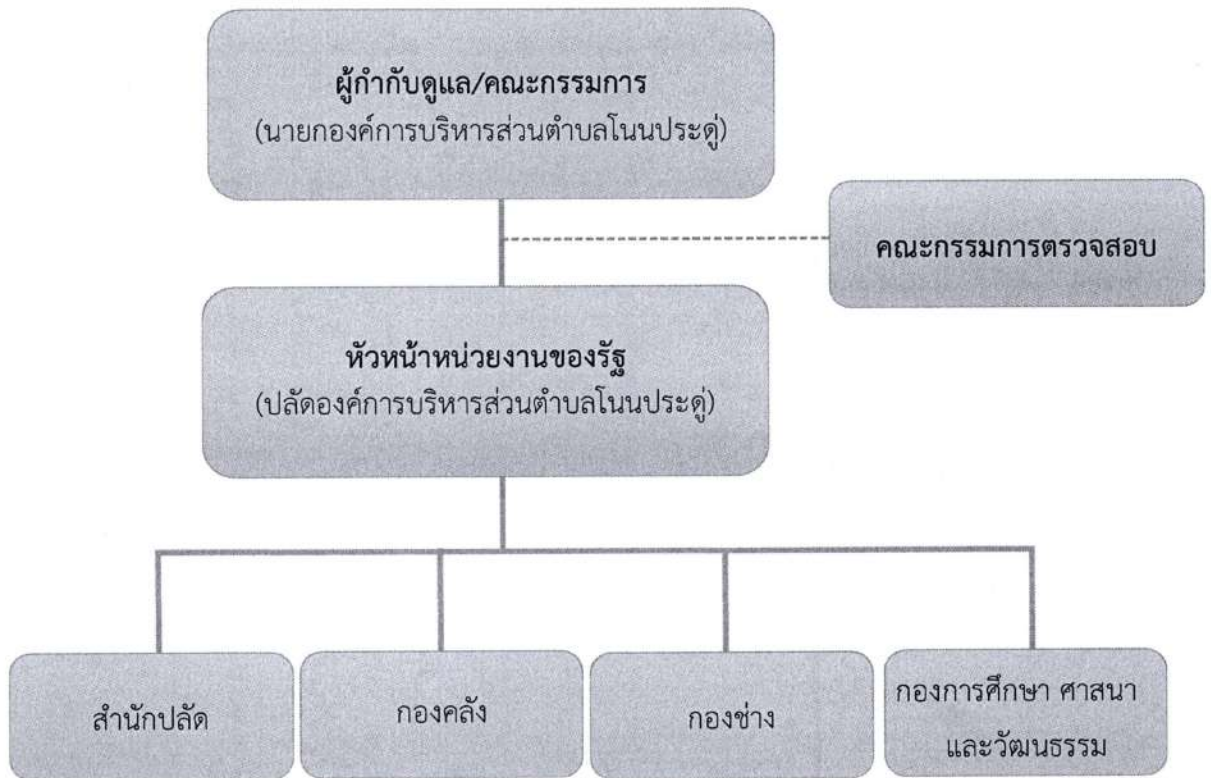 ผู้กำกับดูแล/คณะกรรมการ
(นายกองค์การบริหารส่วนตำบลโนนประดู่)
คณะกรรมการตรวจสอบ
หัวหน้าหน่วยงานของรัฐ
(ปลัดองค์การบริหารส่วนตำบลโนนประดู่)
สำนักปลัด
กองคลัง
กองช่าง
กองการศึกษา ศาสนา
และวัฒนธรรม